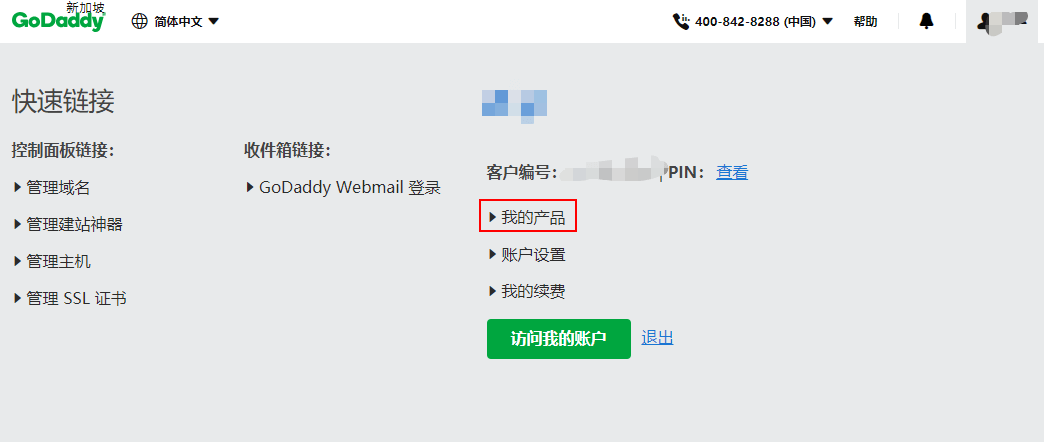 新加坡
GoDaddy 简体中文 400-842-8288 (中国) 帮助
快速链接
控制面板链接：
管理域名
管理建站神器
管理主机
管理 SSL 证书
收件箱链接：
GoDaddy Webmail 登录
客户编号： PIN： 查看
我的产品
账户设置
我的续费
访问我的账户 退出